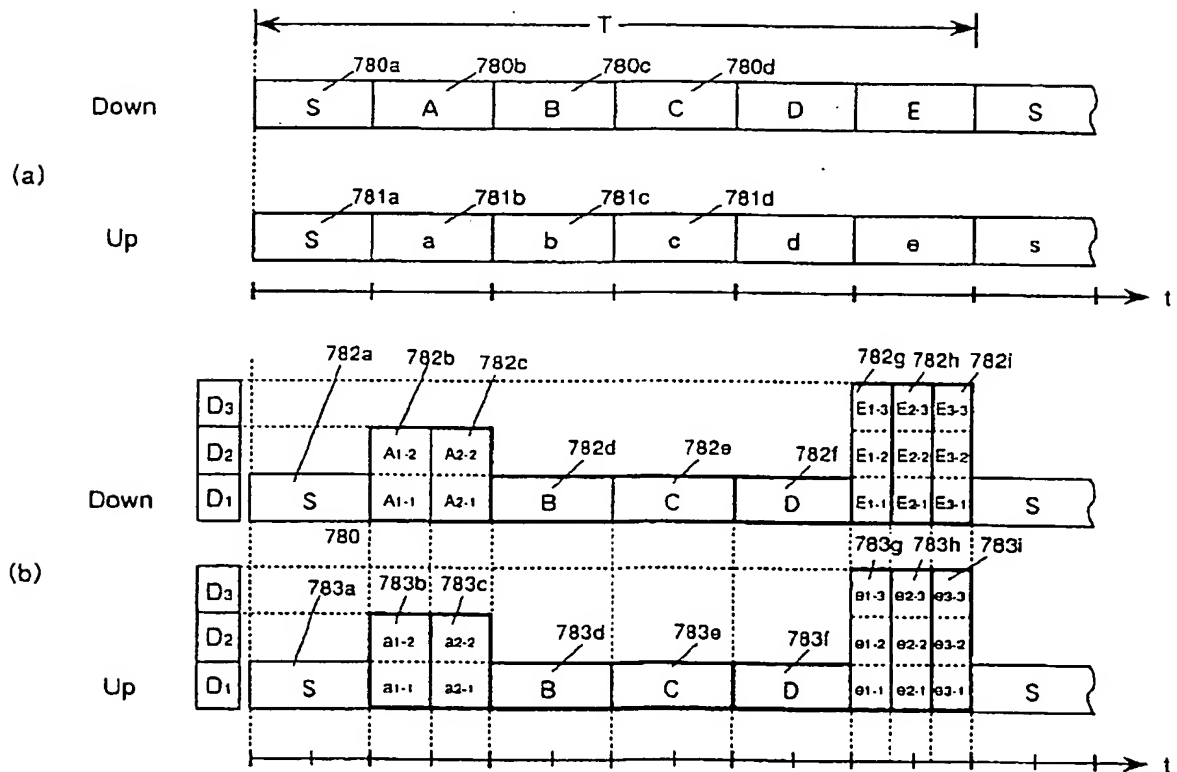 T
780a 780b 780c 780d
Down S A B C D E S
(a)
781a 781b 781c 781d
Up S a b c d e s
t
782a 782b 782c 782g 782h 782i
D3 E1-3 E2-3 E3-3
D2 A1-2 A2-2 782d 782e 782f E1-2 E2-2 E3-2
Down D1 S A1-1 A2-1 B C D E1-1 E2-1 E3-1 S
780 783g 783h 783i
(b)
D3 783a 783b 783c e1-3 e2-3 e3-3
D2 a1-2 a2-2 783d 783e 783f e1-2 e2-2 e3-2
Up D1 S a1-1 a2-1 B C D e1-1 e2-1 e3-1 S
t